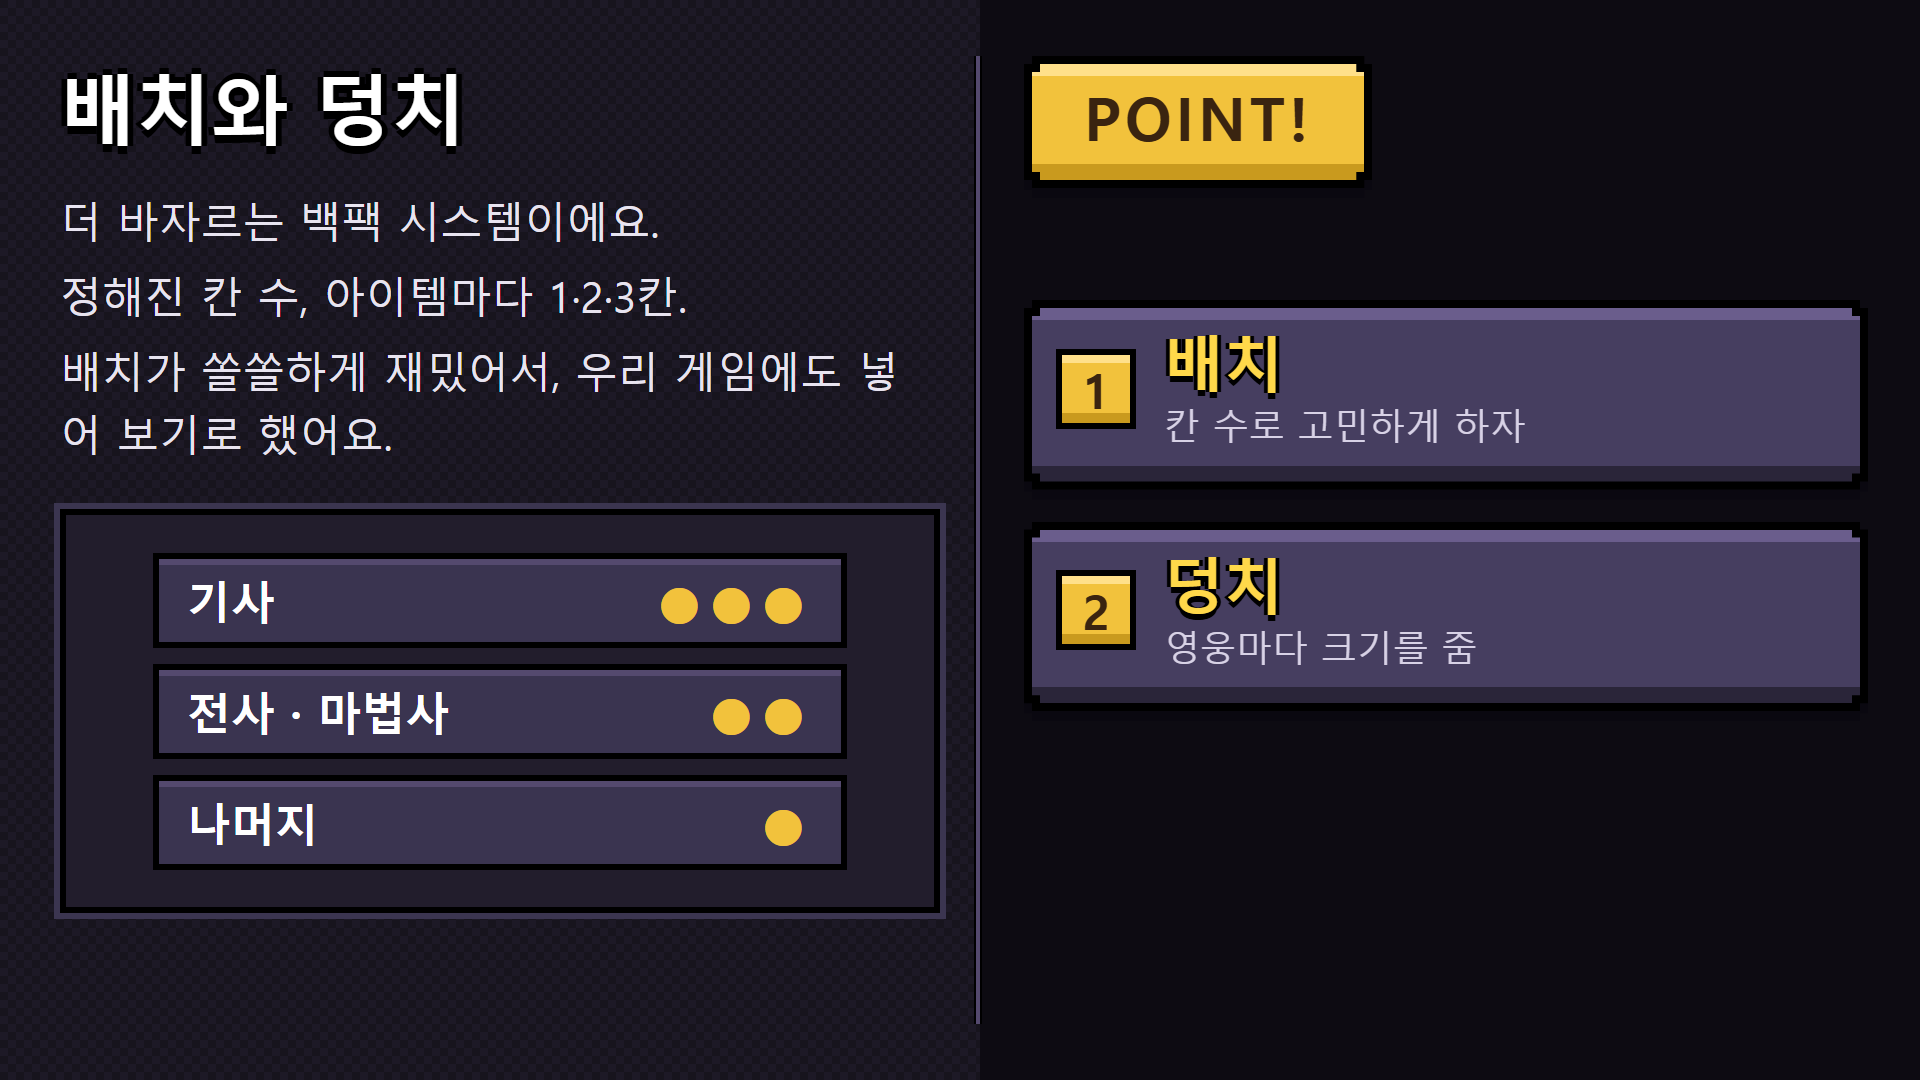 배치와 덩치
더 바자르는 백팩 시스템이에요.
정해진 칸 수, 아이템마다 1·2·3칸.
배치가 쏠쏠하게 재밌어서, 우리 게임에도 넣
어 보기로 했어요.
기사
전사 · 마법사
나머지
POINT!
1
배치
칸 수로 고민하게 하자
2
덩치
영웅마다 크기를 줌